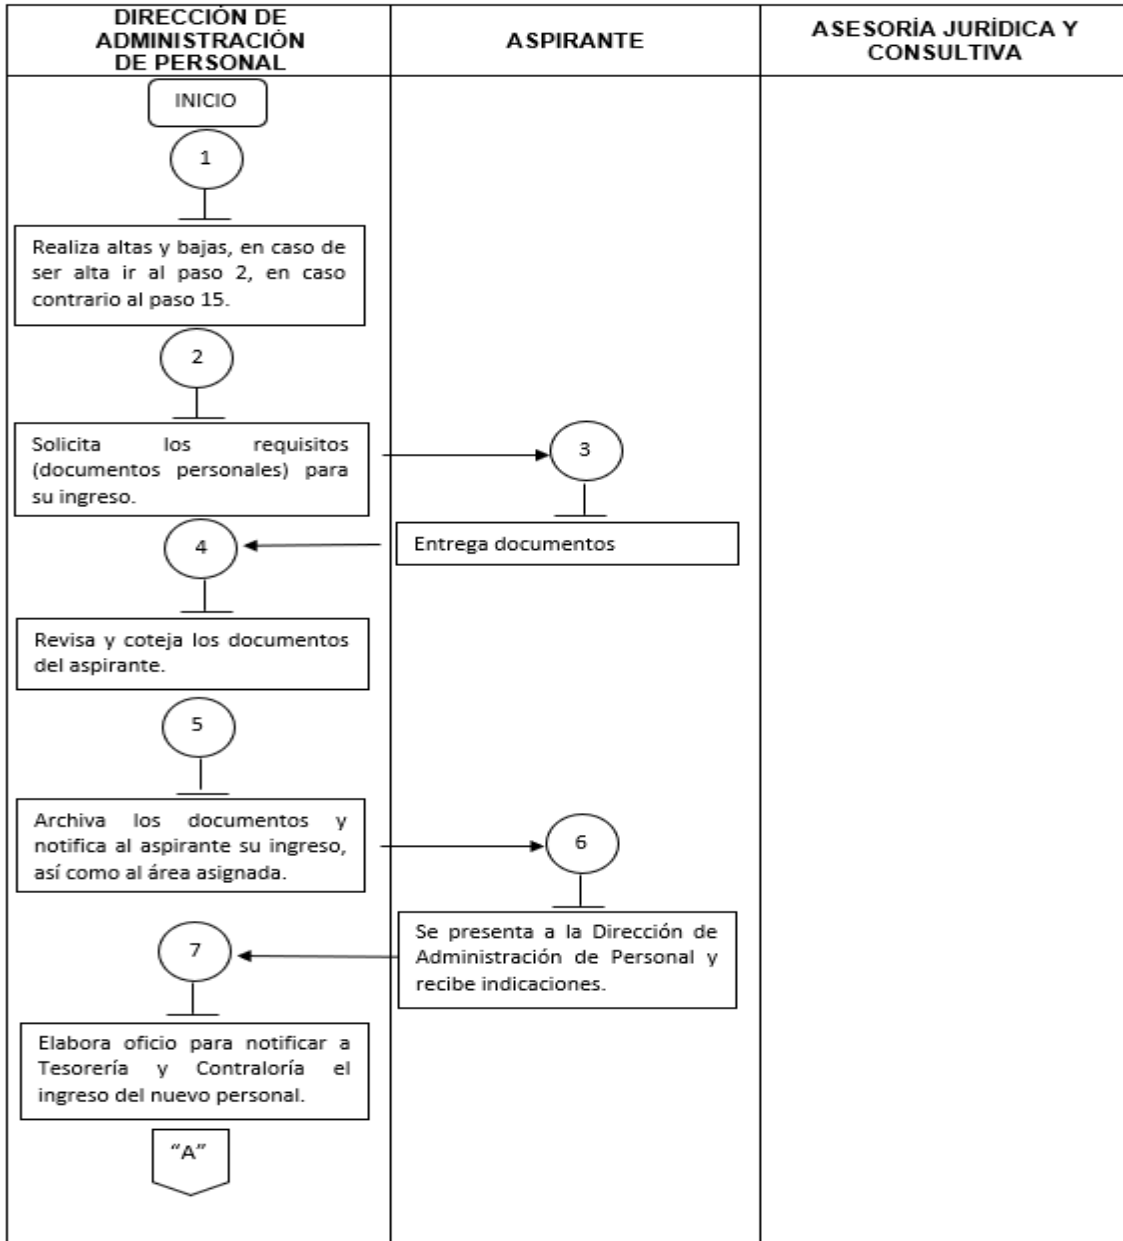 DIRECCIÓN DE
ADMINISTRACIÓN
DE PERSONAL
ASPIRANTE
ASESORÍA JURÍDICA Y
CONSULTIVA
INICIO
1
Realiza altas y bajas, en caso de
ser alta ir al paso 2, en caso
contrario al paso 15.
2
Solicita los requisitos
(documentos personales) para
su ingreso.
3
Entrega documentos
4
Revisa y coteja los documentos
del aspirante.
5
Archiva los documentos y
notifica al aspirante su ingreso,
así como al área asignada.
6
Se presenta a la Dirección de
Administración de Personal y
recibe indicaciones.
7
Elabora oficio para notificar a
Tesorería y Contraloría el
ingreso del nuevo personal.
“A”